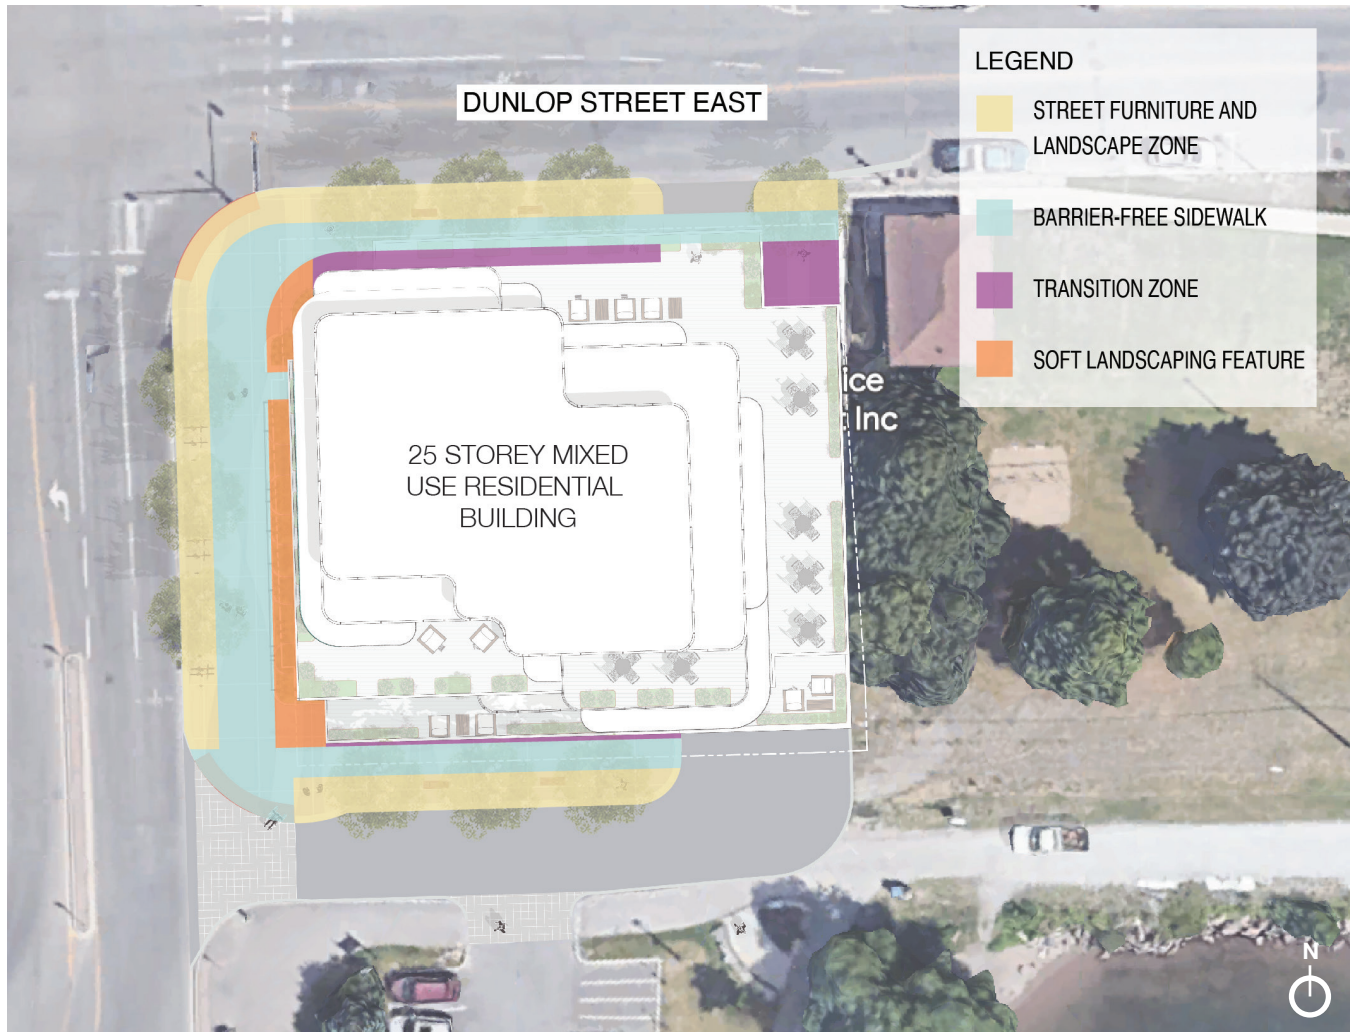 DUNLOP STREET EAST
LEGEND
STREET FURNITURE AND
LANDSCAPE ZONE
BARRIER-FREE SIDEWALK
TRANSITION ZONE
SOFT LANDSCAPING FEATURE
ice
Inc
25 STOREY MIXED
USE RESIDENTIAL
BUILDING
N